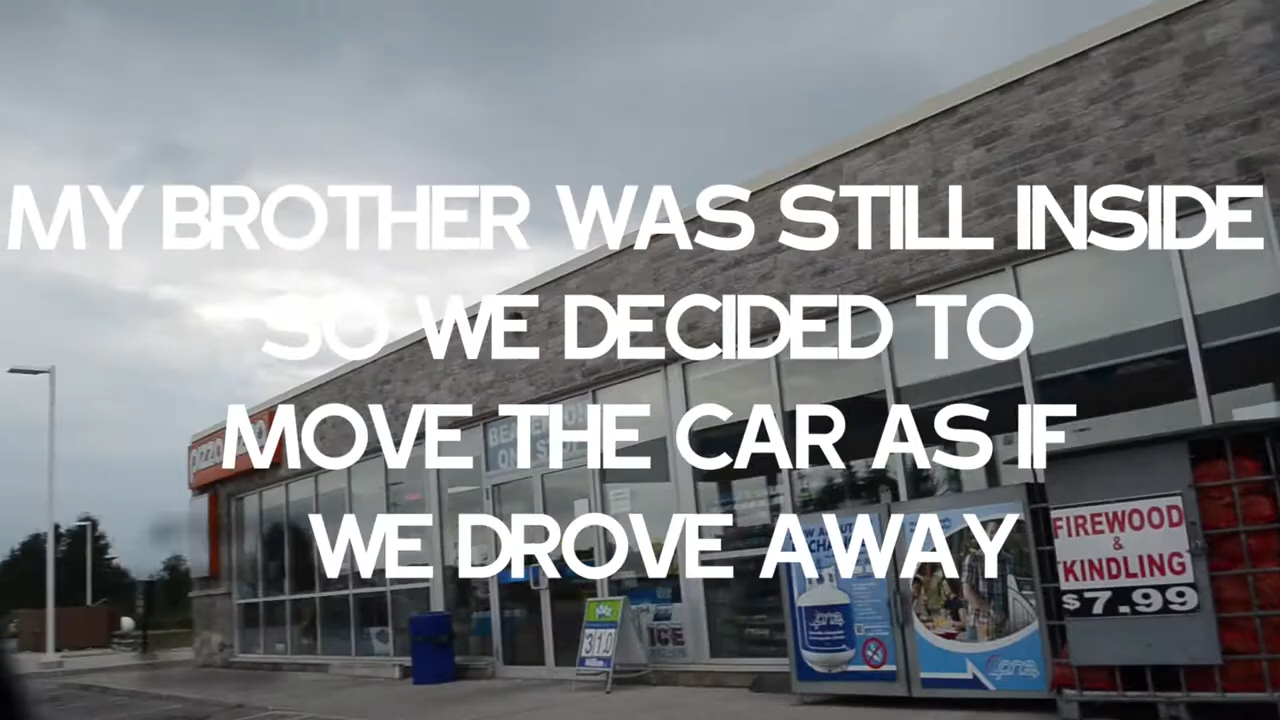 MY BROTHER WAS STILL INSIDE
SO WE DECIDED TO
MOVE THE CAR AS IF
WE DROVE AWAY
FIREWOOD
&
KINDLING
$7.99
310
ICE